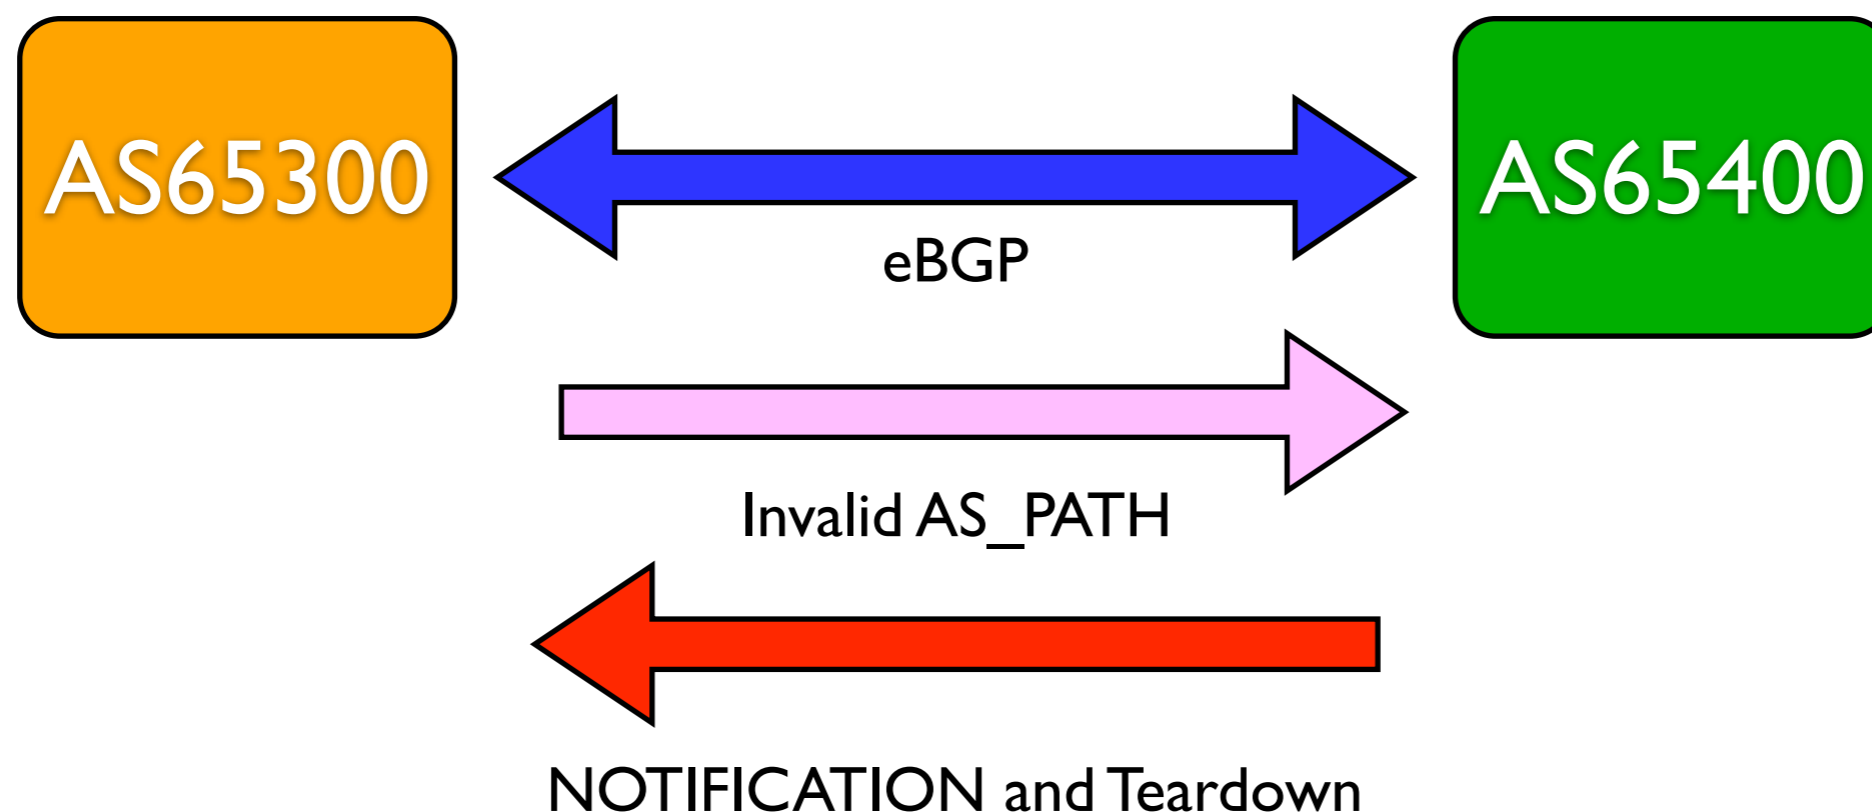 AS65300
AS65400
eBGP
Invalid AS_PATH
NOTIFICATION and Teardown